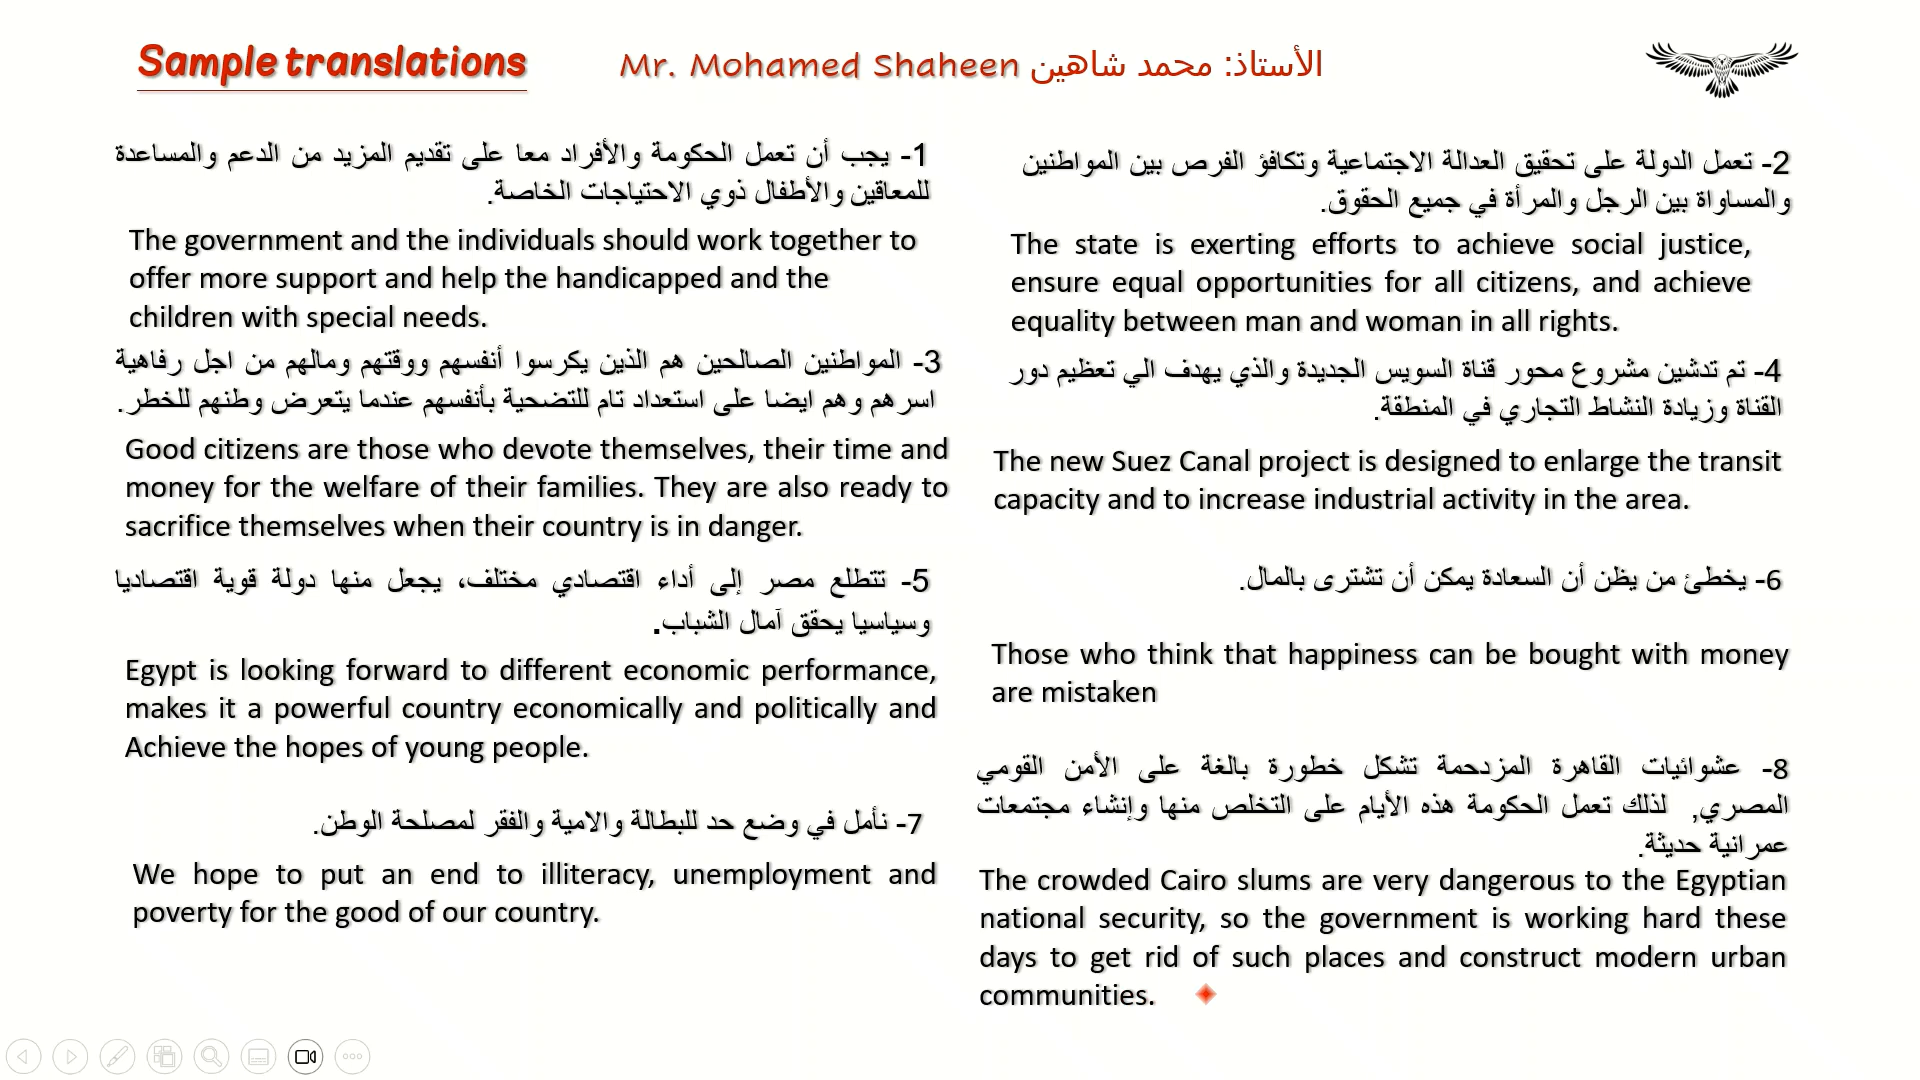 Sample translations
Mr. Mohamed Shaheen الأستاذ: محمد شاهين
1- يجب أن تعمل الحكومة والأفراد معا على تقديم المزيد من الدعم والمساعدة
للمعاقين والأطفال ذوي الاحتياجات الخاصة.
The government and the individuals should work together to
offer more support and help the handicapped and the
children with special needs.
2- تعمل الدولة على تحقيق العدالة الاجتماعية وتكافؤ الفرص بين المواطنين
والمساواة بين الرجل والمرأة في جميع الحقوق.
The state is exerting efforts to achieve social justice,
ensure equal opportunities for all citizens, and achieve
equality between man and woman in all rights.
3- المواطنين الصالحين هم الذين يكرسوا أنفسهم ووقتهم ومالهم من اجل رفاهية
اسرهم وهم ايضا على استعداد تام للتضحية بأنفسهم عندما يتعرض وطنهم للخطر.
Good citizens are those who devote themselves, their time and
money for the welfare of their families. They are also ready to
sacrifice themselves when their country is in danger.
4- تم تدشين مشروع محور قناة السويس الجديدة والذي يهدف الي تعظيم دور
القناة وزيادة النشاط التجاري في المنطقة.
The new Suez Canal project is designed to enlarge the transit
capacity and to increase industrial activity in the area.
5- تتطلع مصر إلى أداء اقتصادي مختلف، يجعل منها دولة قوية اقتصاديا
وسياسيا يحقق آمال الشباب.
Egypt is looking forward to different economic performance,
makes it a powerful country economically and politically and
Achieve the hopes of young people.
6- يخطئ من يظن أن السعادة يمكن أن تشترى بالمال.
Those who think that happiness can be bought with money
are mistaken
7- نأمل في وضع حد للبطالة والامية والفقر لمصلحة الوطن.
We hope to put an end to illiteracy, unemployment and
poverty for the good of our country.
8- عشوائيات القاهرة المزدحمة تشكل خطورة بالغة على الأمن القومي
المصري, لذلك تعمل الحكومة هذه الأيام على التخلص منها وإنشاء مجتمعات
عمرانية حديثة.
The crowded Cairo slums are very dangerous to the Egyptian
national security, so the government is working hard these
days to get rid of such places and construct modern urban
communities.